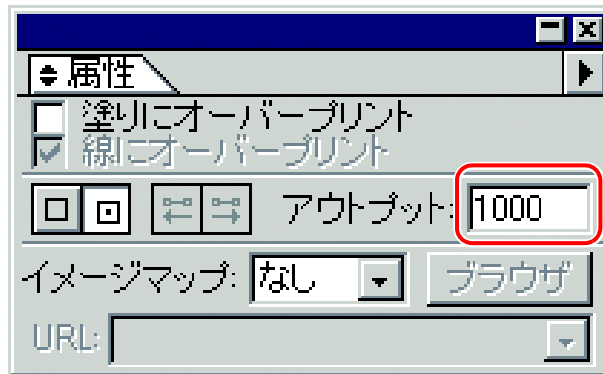 属性
塗りにオーバープリント
線にオーバープリント
アウトプット: 1000
イメージマップ: なし ブラウザ
URL: